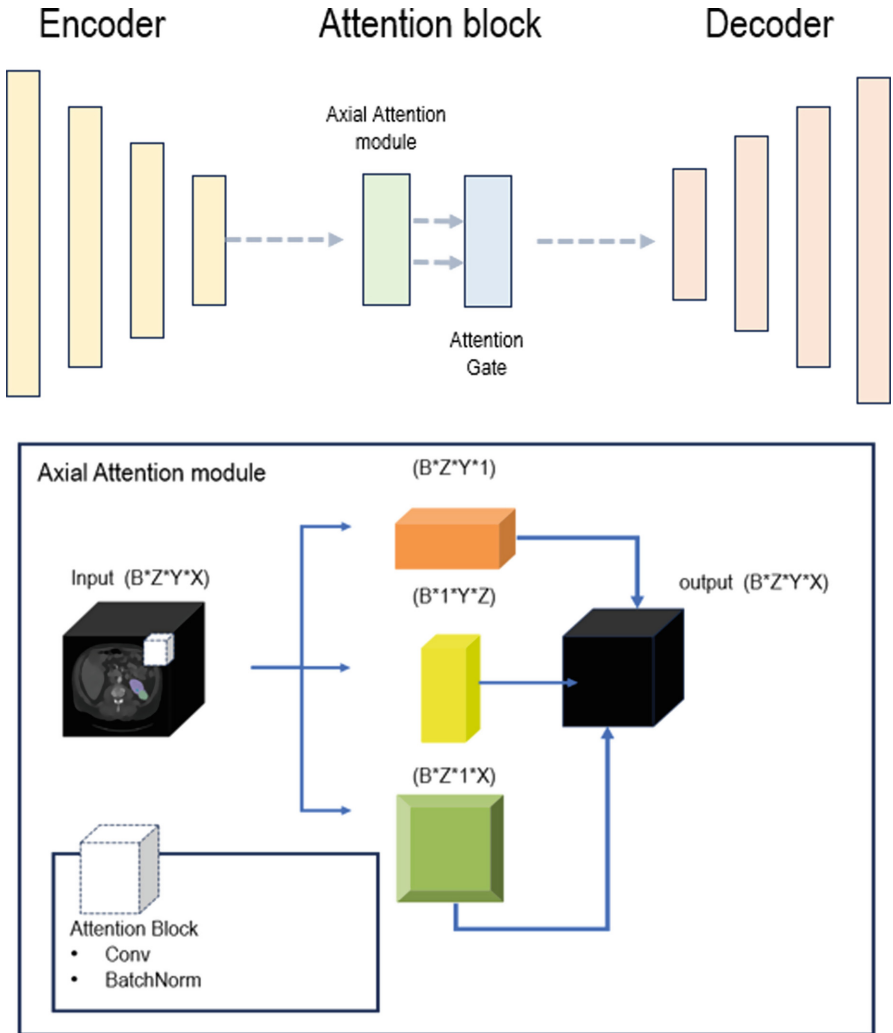 Encoder
Attention block
Decoder
Axial Attention
module
Attention
Gate
Axial Attention module
(B*Z*Y*1)
Input (B*Z*Y*X)
(B*1*Y*Z)
output (B*Z*Y*X)
(B*Z*1*X)
Attention Block
• Conv
• BatchNorm